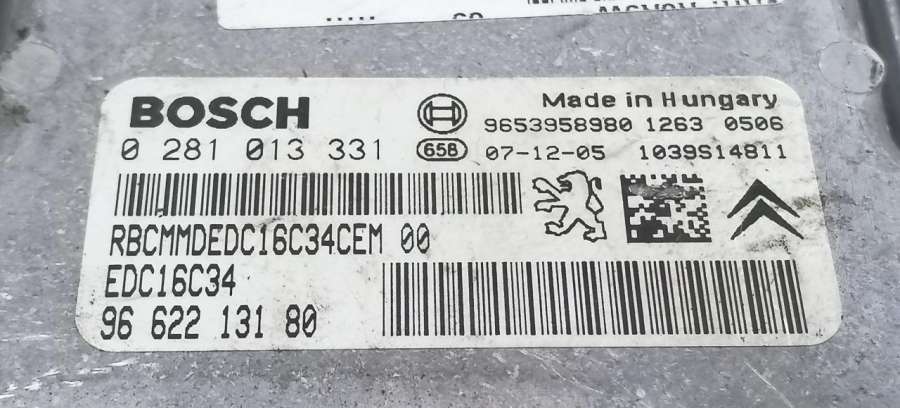 BOSCH
Made in Hungary
9653958980 1263 0506
0 281 013 331
658
07-12-05 1039S14811
RBCMMDEDC16C34CEM 00
EDC16C34
96 622 131 80